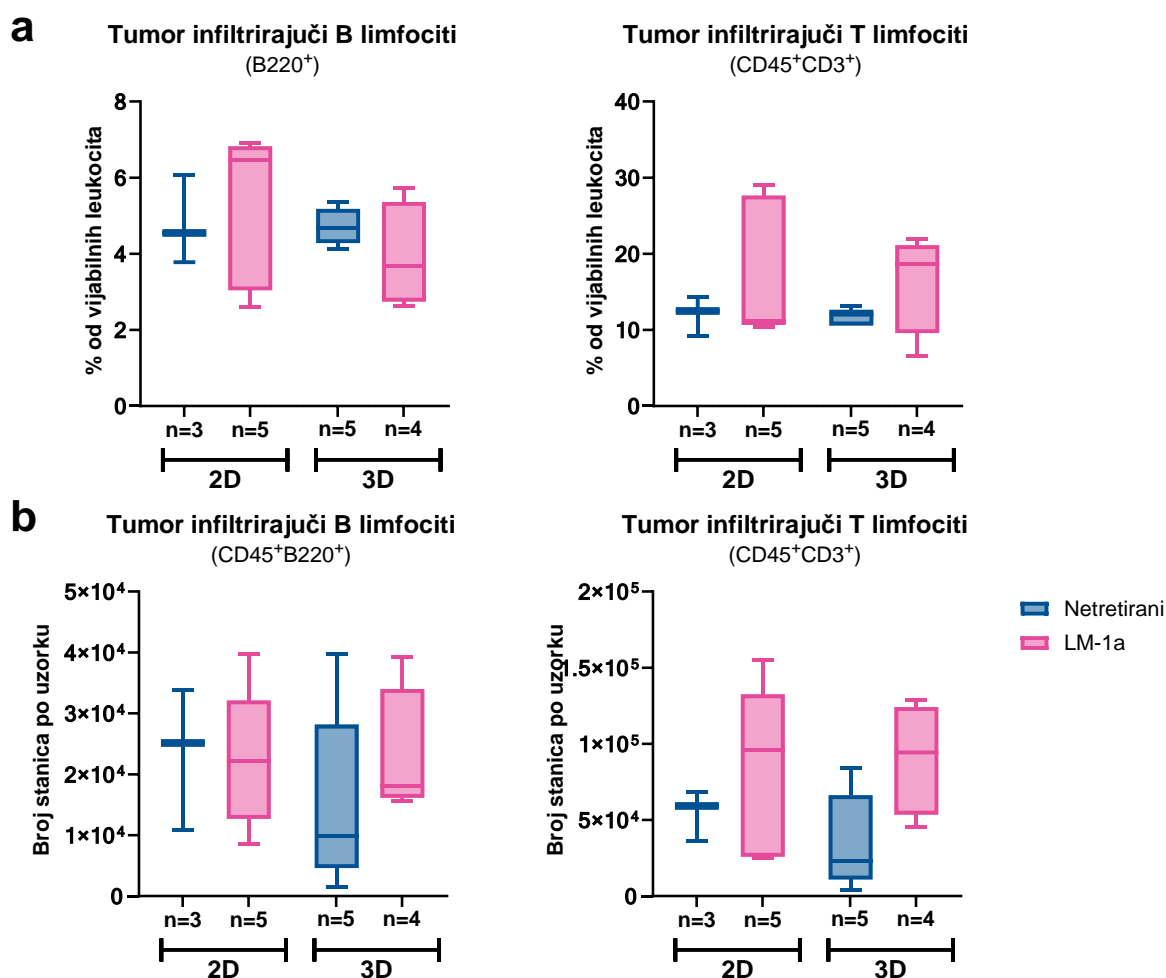 a
Tumor infiltrirajuči B limfociti
(B220⁺)
% od vijabilnih leukocita
8
6
4
2
0
n=3 n=5 n=5 n=4
2D 3D
Tumor infiltrirajuči T limfociti
(CD45⁺CD3⁺)
% od vijabilnih leukocita
40
30
20
10
0
n=3 n=5 n=5 n=4
2D 3D
b
Tumor infiltrirajuči B limfociti
(CD45⁺B220⁺)
Broj stanica po uzorku
5×10⁴
4×10⁴
3×10⁴
2×10⁴
1×10⁴
0
n=3 n=5 n=5 n=4
2D 3D
Tumor infiltrirajuči T limfociti
(CD45⁺CD3⁺)
Broj stanica po uzorku
2×10⁵
1.5×10⁵
1×10⁵
5×10⁴
0
n=3 n=5 n=5 n=4
2D 3D
Netretirani
LM-1a